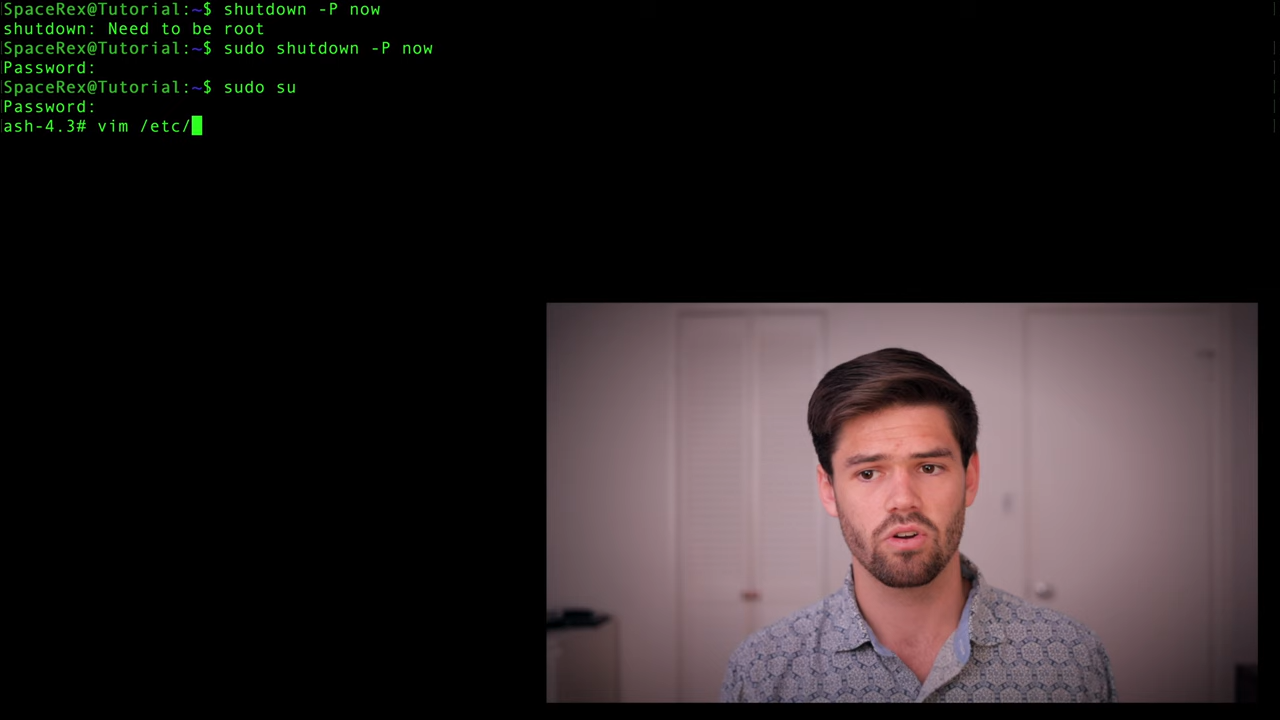 SpaceRex@Tutorial:~$ shutdown -P now
shutdown: Need to be root
SpaceRex@Tutorial:~$ sudo shutdown -P now
Password:
SpaceRex@Tutorial:~$ sudo su
Password:
ash-4.3# vim /etc/